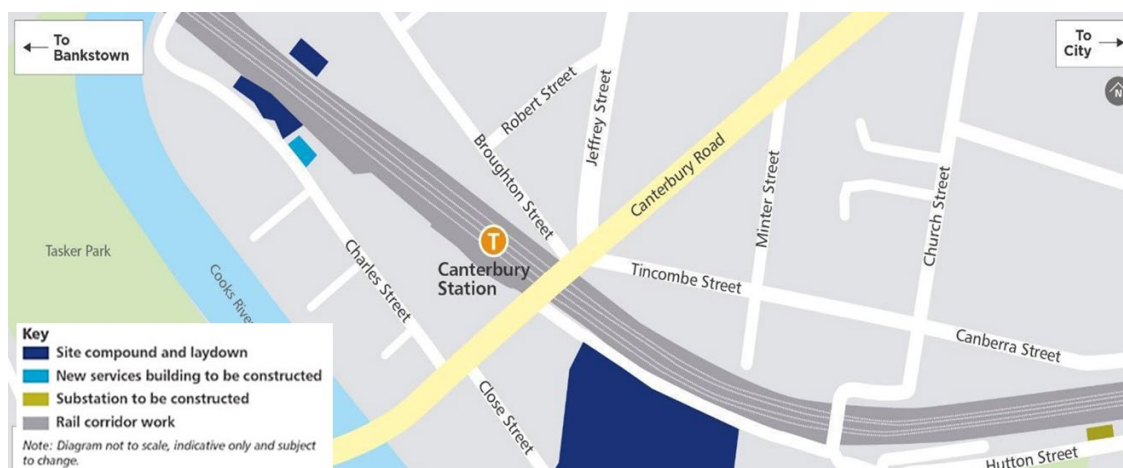 To
Bankstown
To
City
N
Robert Street
Jeffrey Street
Broughton Street
Canterbury Road
Minter Street
Church Street
Tasker Park
T
Canterbury
Station
Tincombe Street
Charles Street
Cooks River
Canberra Street
Close Street
Hutton Street
Key
Site compound and laydown
New services building to be constructed
Substation to be constructed
Rail corridor work
Note: Diagram not to scale, indicative only and subject
to change.